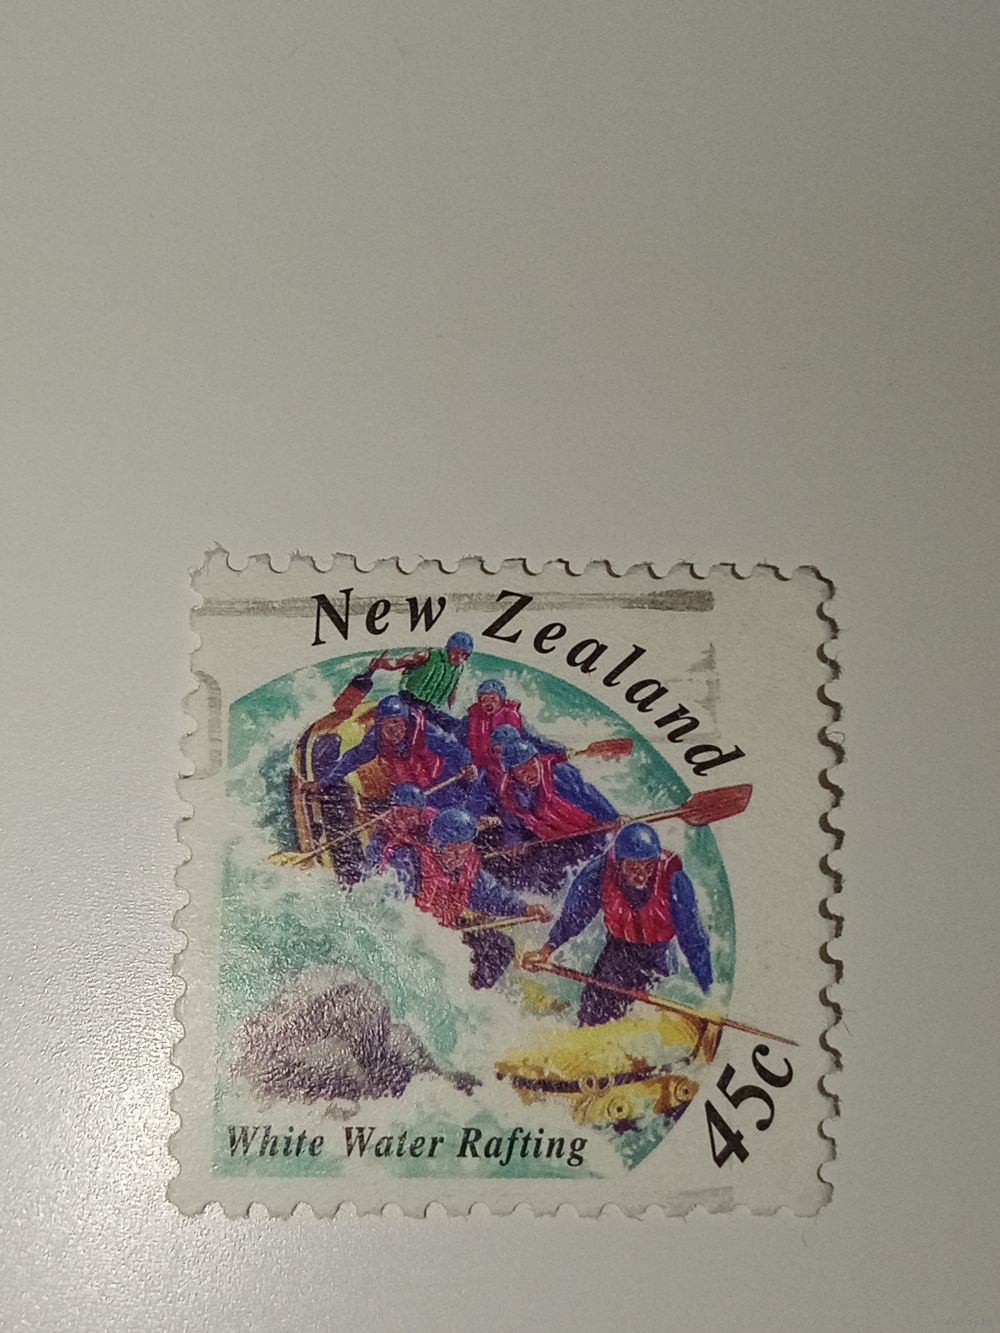 New Zealand
45c
White Water Rafting